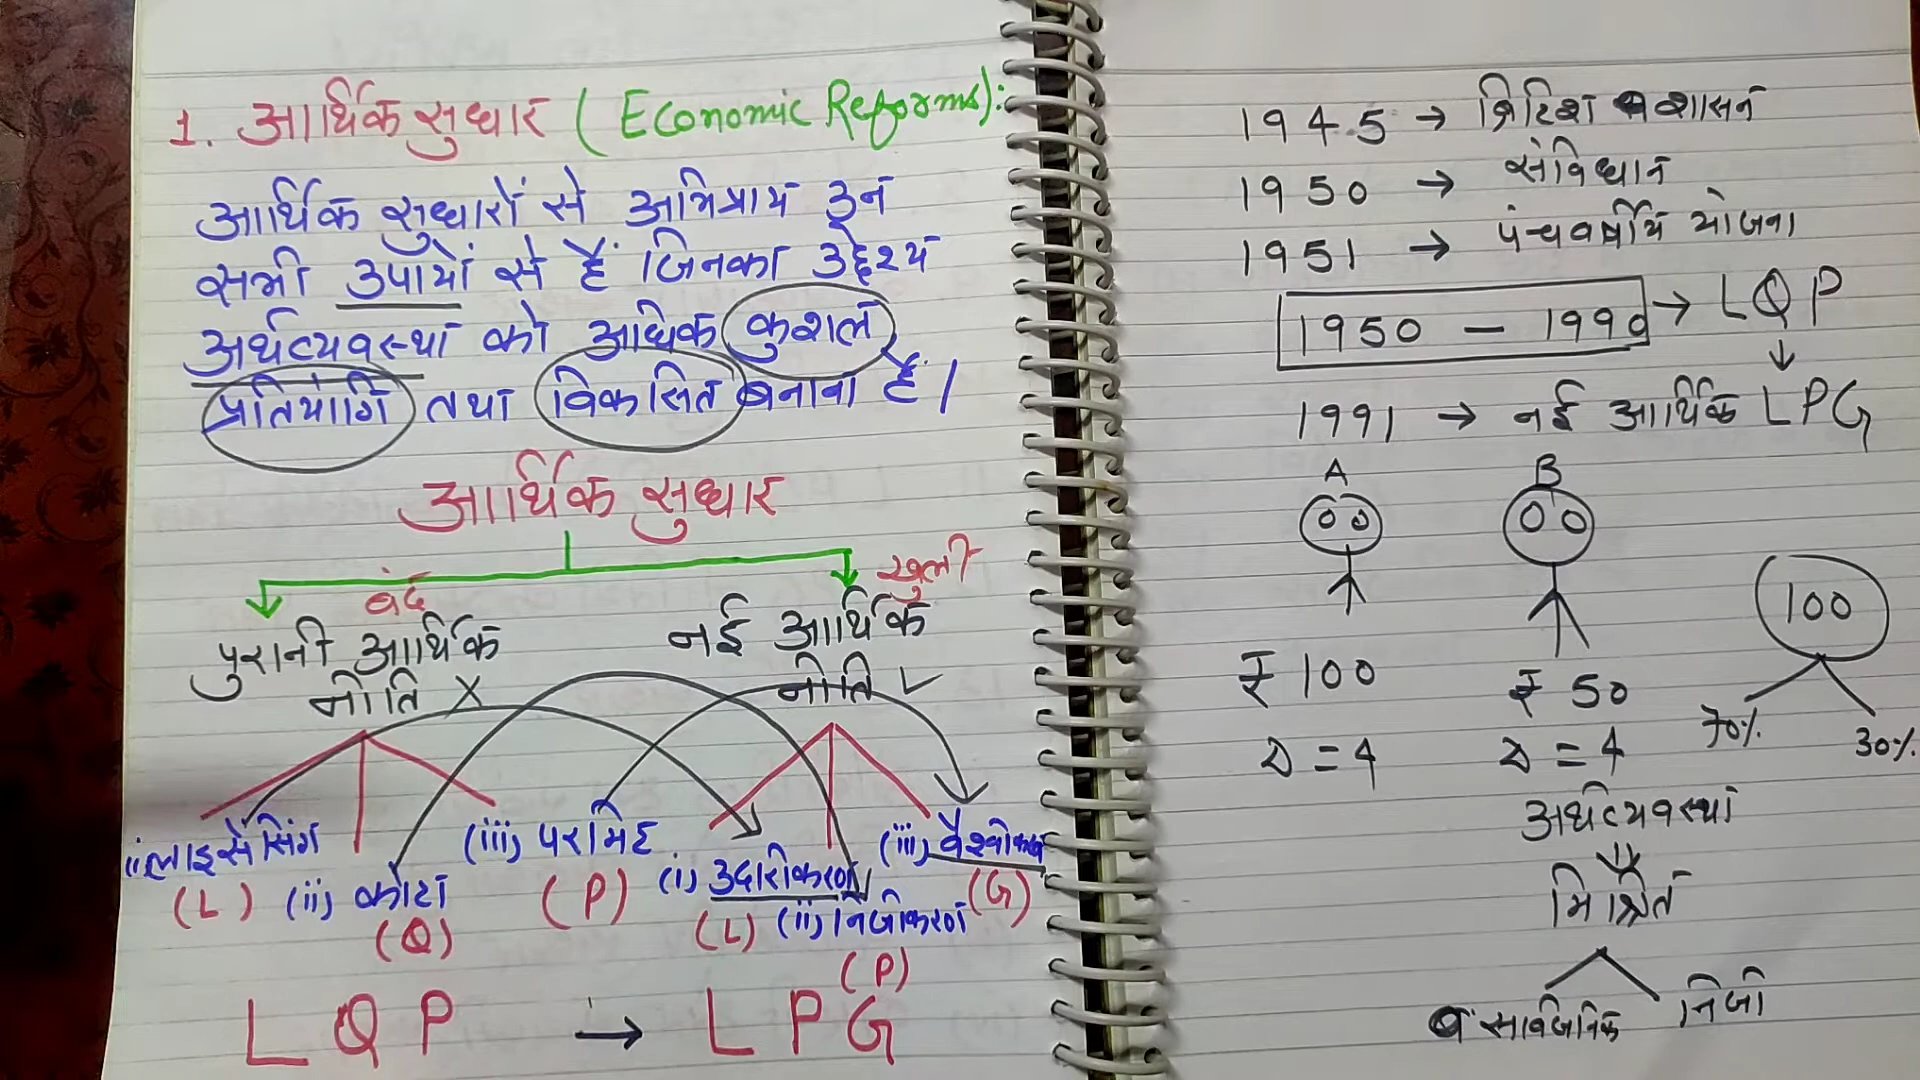 1. आर्थिक सुधार ( Economic Reforms):
आर्थिक सुधारों से अभिप्राय उन
सभी उपायों से हैं जिनका उद्देश्य
अर्थव्यवस्था को अधिक कुशल
प्रतियोगि तथा विकसित बनाना हैं।
आर्थिक सुधार
बंद खुली
पुरानी आर्थिक नई आर्थिक
नीति X नीति ✓
(i) लाइसेंसिंग (iii) परमिट (iii) वैश्वीकरण
(L) (ii) कोटा (P) (i) उदारीकरण (G)
(Q) (L) (ii) निजीकरण
(P)
L Q P → L P G
1945 → ब्रिटिश शासन
1950 → संविधान
1951 → पंचवर्षीय योजना
1950 — 1990 → LQP
↓
1991 → नई आर्थिक LPG
A B
100
₹ 100 ₹ 50
70% 30%
= 4 = 4
अर्थव्यवस्था
मिश्रित
सार्वजनिक निजी